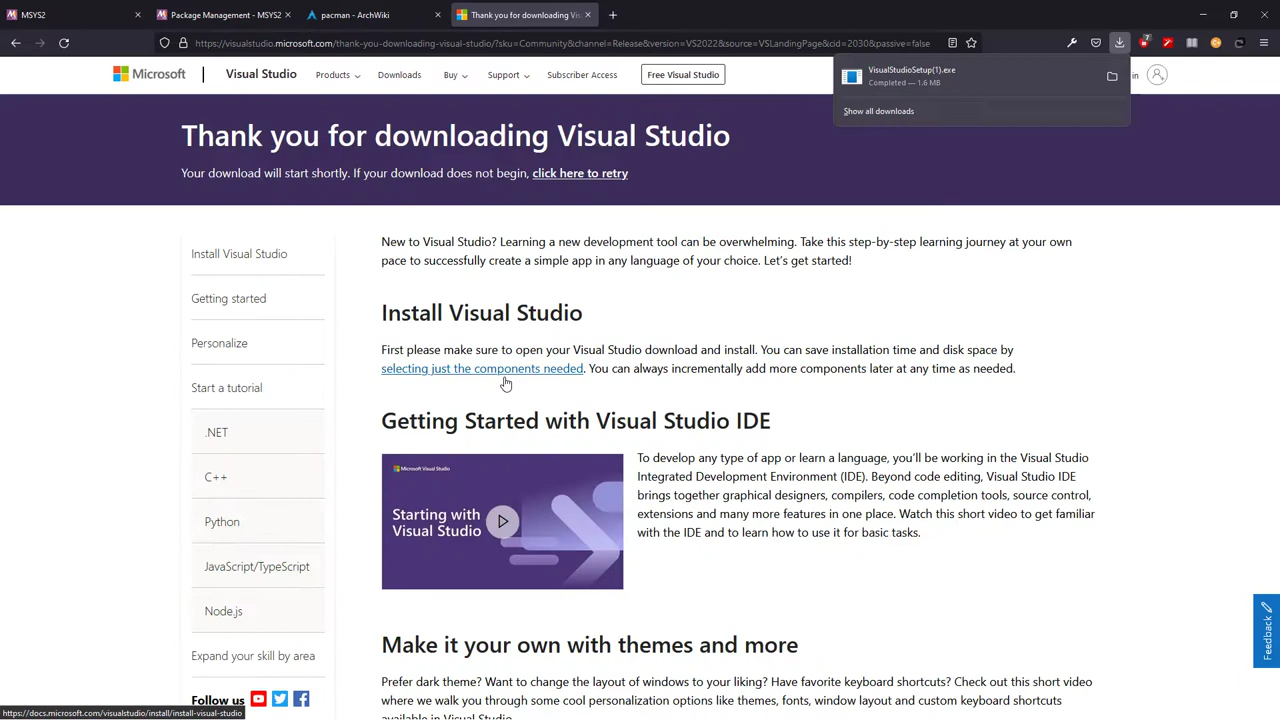 MSYS2
Package Management - MSYS2
pacman - ArchWiki
Thank you for downloading Vis
https://visualstudio.microsoft.com/thank-you-downloading-visual-studio/?sku=Community&channel=Release&version=VS2022&source=VSLandingPage&cid=2030&passive=false
7
Microsoft
Visual Studio
Products
Downloads
Buy
Support
Subscriber Access
Free Visual Studio
in
VisualStudioSetup(1).exe
Completed — 1.6 MB
Show all downloads
Thank you for downloading Visual Studio
Your download will start shortly. If your download does not begin, click here to retry
Install Visual Studio
Getting started
Personalize
Start a tutorial
.NET
C++
Python
JavaScript/TypeScript
Node.js
Expand your skill by area
Follow us
New to Visual Studio? Learning a new development tool can be overwhelming. Take this step-by-step learning journey at your own
pace to successfully create a simple app in any language of your choice. Let's get started!
Install Visual Studio
First please make sure to open your Visual Studio download and install. You can save installation time and disk space by
selecting just the components needed. You can always incrementally add more components later at any time as needed.
Getting Started with Visual Studio IDE
Microsoft Visual Studio
Starting with
Visual Studio
To develop any type of app or learn a language, you'll be working in the Visual Studio
Integrated Development Environment (IDE). Beyond code editing, Visual Studio IDE
brings together graphical designers, compilers, code completion tools, source control,
extensions and many more features in one place. Watch this short video to get familiar
with the IDE and to learn how to use it for basic tasks.
Make it your own with themes and more
Prefer dark theme? Want to change the layout of windows to your liking? Have favorite keyboard shortcuts? Check out this short video
where we walk you through some cool personalization options like themes, fonts, window layout and custom keyboard shortcuts
available in Visual Studio.
Feedback
https://docs.microsoft.com/visualstudio/install/install-visual-studio